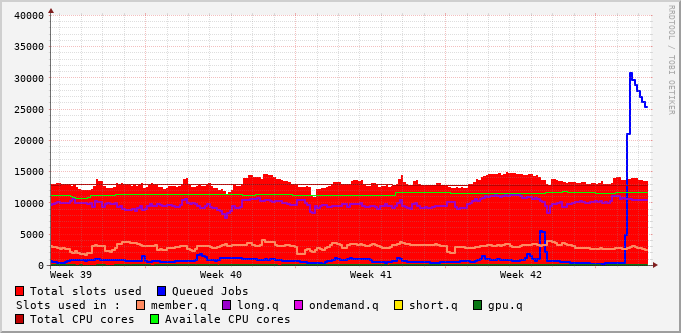 40000
35000
30000
25000
20000
15000
10000
5000
0
Week 39 Week 40 Week 41 Week 42
RRDTOOL / TOBI OETIKER
Total slots used Queued Jobs
Slots used in : member.q long.q ondemand.q short.q gpu.q
Total CPU cores Availale CPU cores